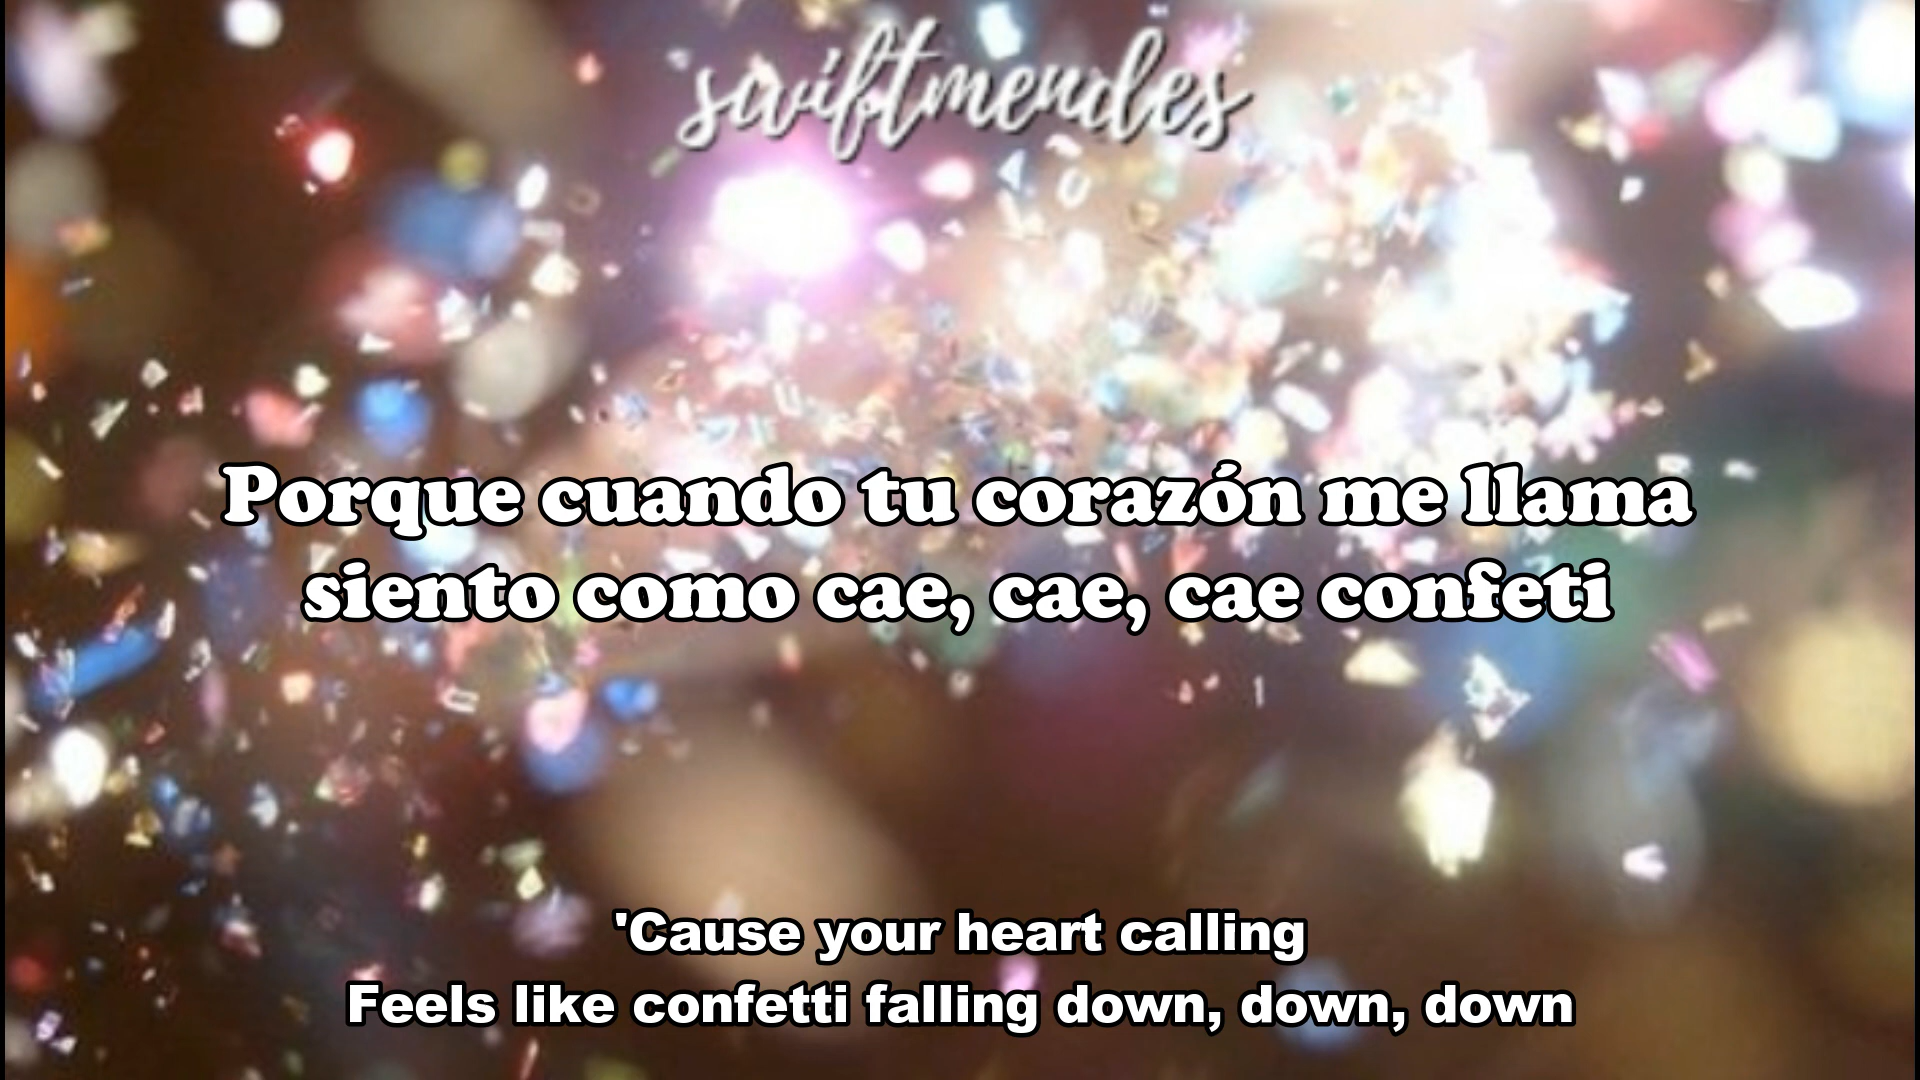 swiftmendes
Porque cuando tu corazón me llama
siento como cae, cae, cae confeti
'Cause your heart calling
Feels like confetti falling down, down, down